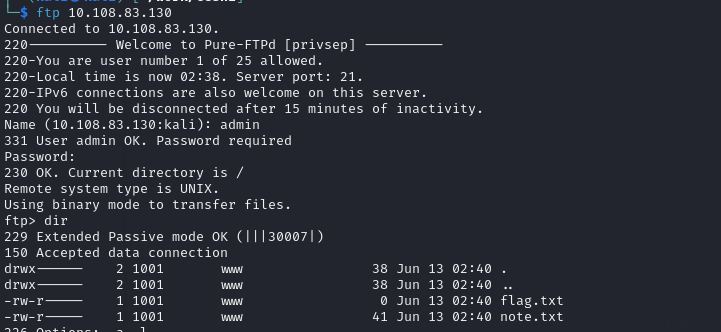 └─$ ftp 10.108.83.130
Connected to 10.108.83.130.
220---------- Welcome to Pure-FTPd [privsep] ----------
220-You are user number 1 of 25 allowed.
220-Local time is now 02:38. Server port: 21.
220-IPv6 connections are also welcome on this server.
220 You will be disconnected after 15 minutes of inactivity.
Name (10.108.83.130:kali): admin
331 User admin OK. Password required
Password:
230 OK. Current directory is /
Remote system type is UNIX.
Using binary mode to transfer files.
ftp> dir
229 Extended Passive mode OK (|||30007|)
150 Accepted data connection
drwx------    2 1001       www                38 Jun 13 02:40 .
drwx------    2 1001       www                38 Jun 13 02:40 ..
-rw-r-----    1 1001       www                 0 Jun 13 02:40 flag.txt
-rw-r-----    1 1001       www                41 Jun 13 02:40 note.txt
226 Options: -a -l